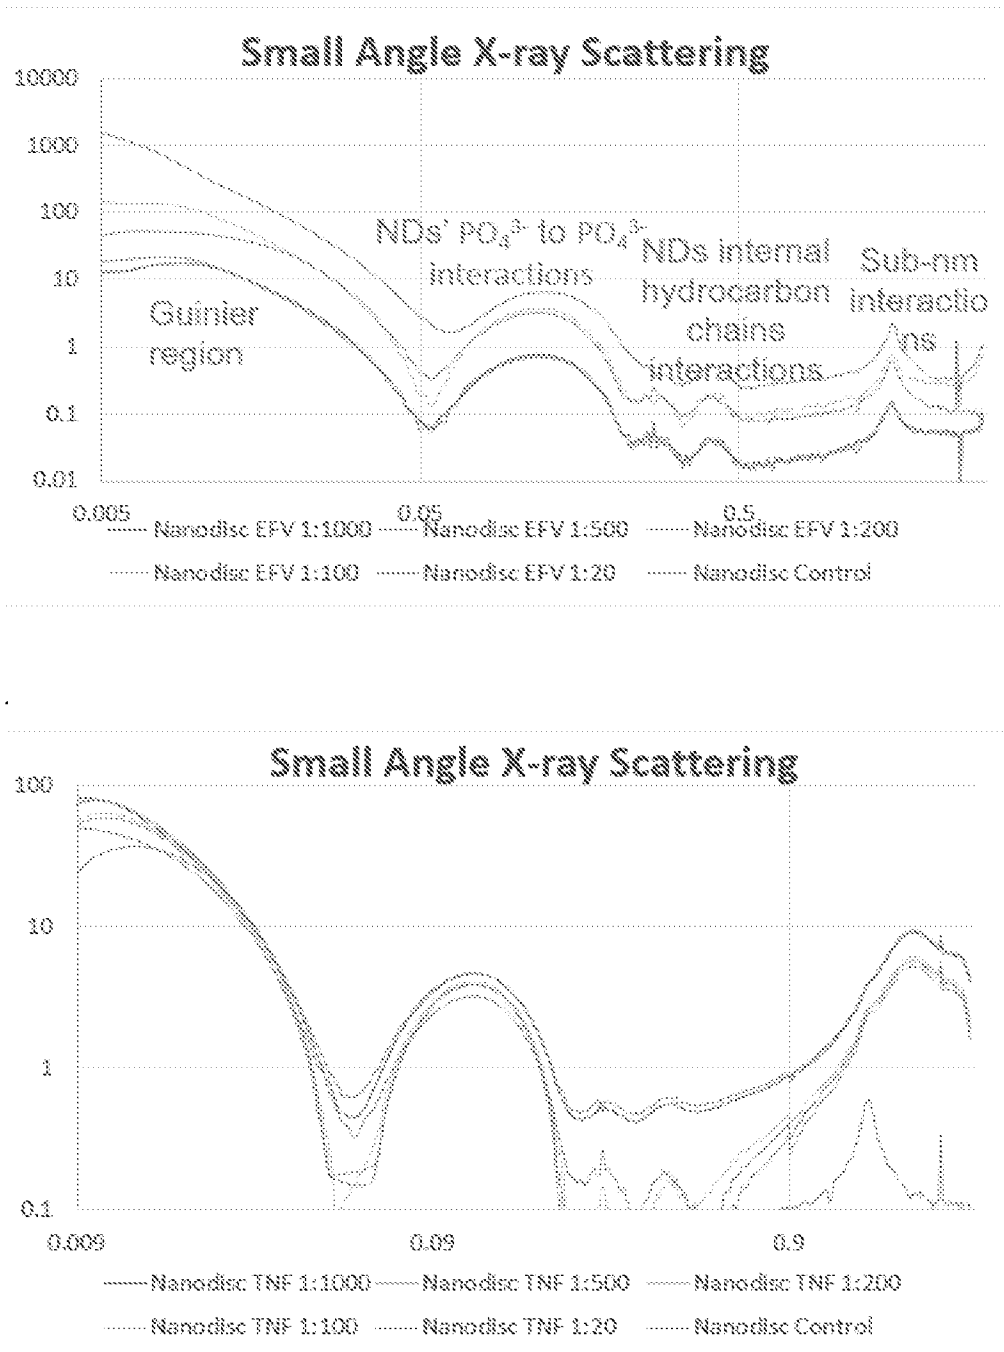 Small Angle X-ray Scattering
10000
1000
100
10
1
0.1
0.01
NDs' PO₄³⁻ to PO₄³⁻
interactions
NDs internal
hydrocarbon
chains
interactions
Sub-nm
interactio
ns
Guinier
region
0.005 0.05 0.5
Nanodisc EFV 1:1000 Nanodisc EFV 1:500 Nanodisc EFV 1:200
Nanodisc EFV 1:100 Nanodisc EFV 1:20 Nanodisc Control
Small Angle X-ray Scattering
100
10
1
0.1
0.009 0.09 0.9
Nanodisc TNF 1:1000 Nanodisc TNF 1:500 Nanodisc TNF 1:200
Nanodisc TNF 1:100 Nanodisc TNF 1:20 Nanodisc Control